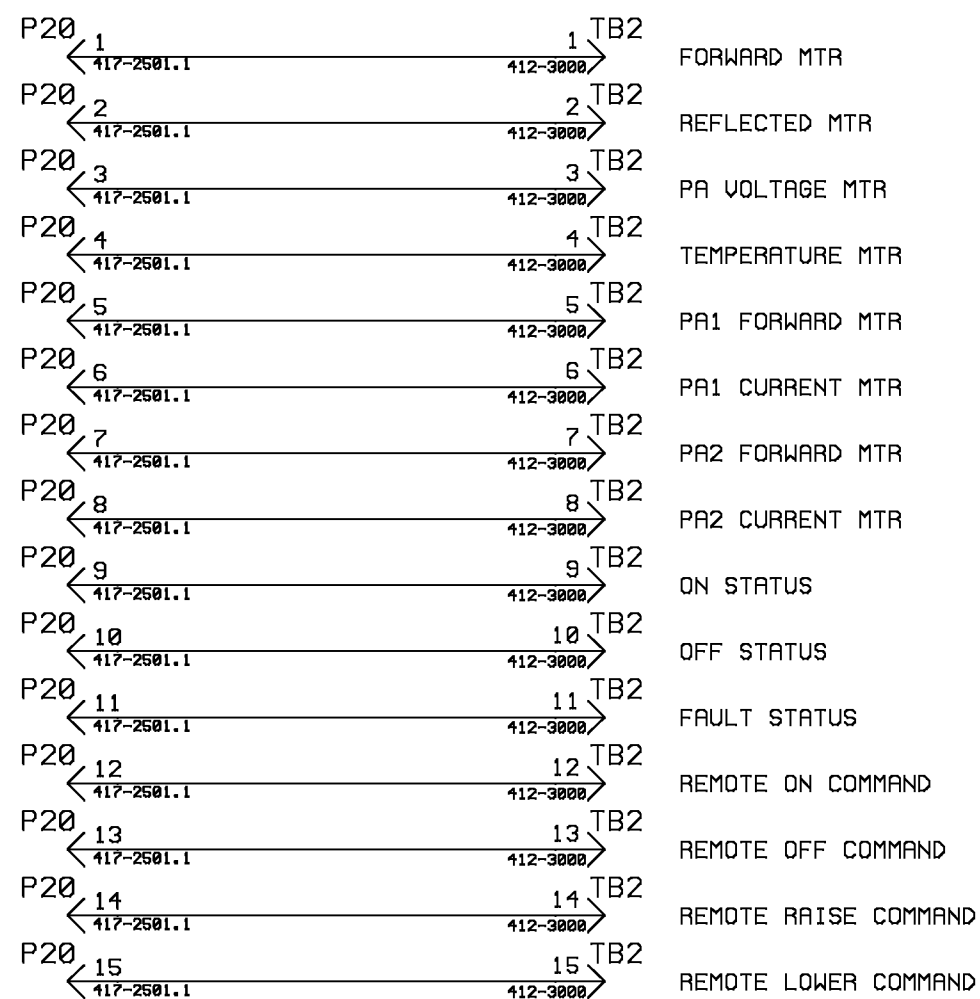 P20 1 417-2501.1 1 412-3000 TB2 FORWARD MTR
P20 2 417-2501.1 2 412-3000 TB2 REFLECTED MTR
P20 3 417-2501.1 3 412-3000 TB2 PA VOLTAGE MTR
P20 4 417-2501.1 4 412-3000 TB2 TEMPERATURE MTR
P20 5 417-2501.1 5 412-3000 TB2 PA1 FORWARD MTR
P20 6 417-2501.1 6 412-3000 TB2 PA1 CURRENT MTR
P20 7 417-2501.1 7 412-3000 TB2 PA2 FORWARD MTR
P20 8 417-2501.1 8 412-3000 TB2 PA2 CURRENT MTR
P20 9 417-2501.1 9 412-3000 TB2 ON STATUS
P20 10 417-2501.1 10 412-3000 TB2 OFF STATUS
P20 11 417-2501.1 11 412-3000 TB2 FAULT STATUS
P20 12 417-2501.1 12 412-3000 TB2 REMOTE ON COMMAND
P20 13 417-2501.1 13 412-3000 TB2 REMOTE OFF COMMAND
P20 14 417-2501.1 14 412-3000 TB2 REMOTE RAISE COMMAND
P20 15 417-2501.1 15 412-3000 TB2 REMOTE LOWER COMMAND